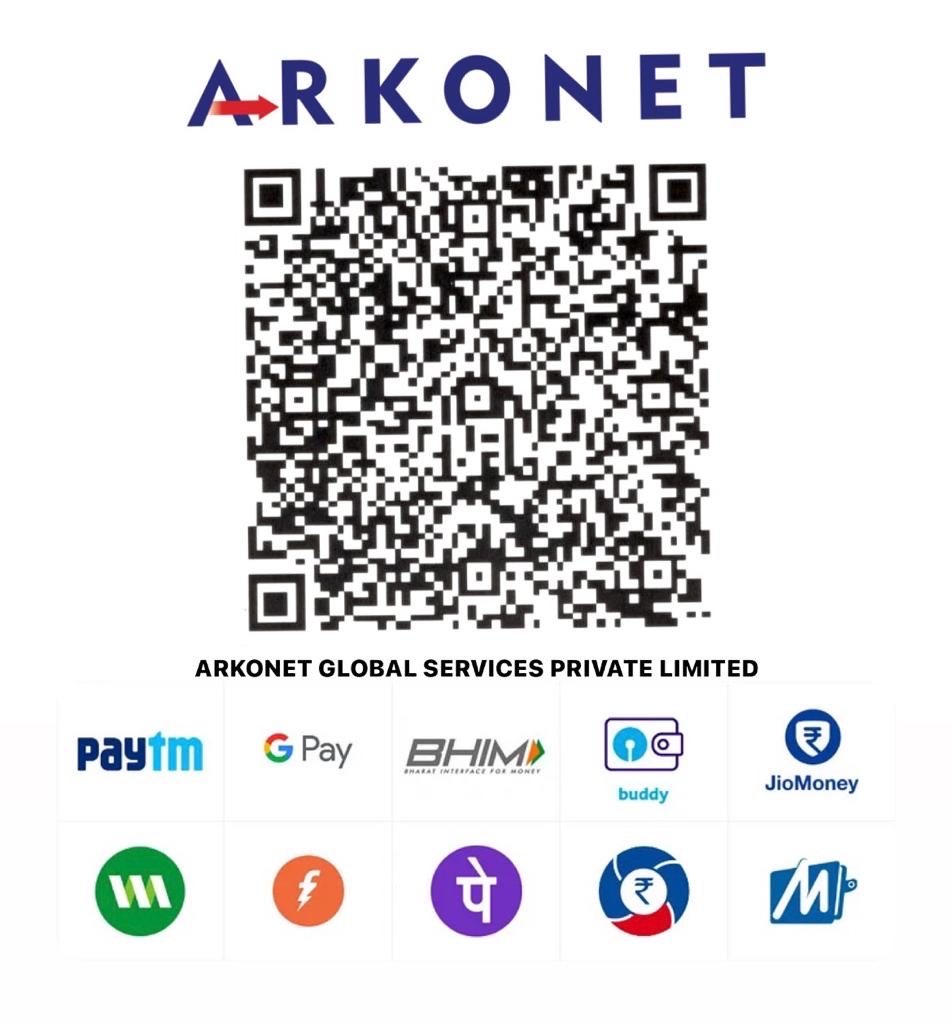 ARKONET
ARKONET GLOBAL SERVICES PRIVATE LIMITED
paytm
G Pay
BHIM
BHARAT INTERFACE FOR MONEY
buddy
₹
JioMoney
पे
₹
M